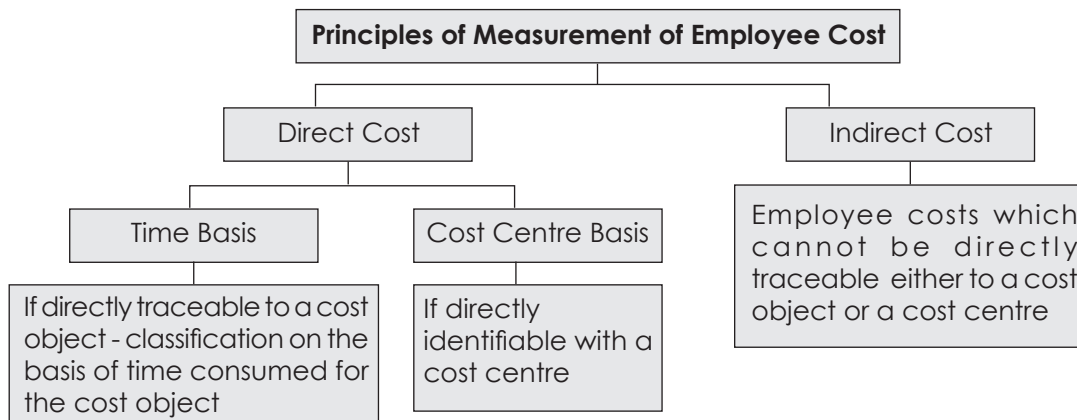 Principles of Measurement of Employee Cost
Direct Cost
Indirect Cost
Time Basis
Cost Centre Basis
If directly traceable to a cost
object - classification on the
basis of time consumed for
the cost object
If directly
identifiable with a
cost centre
Employee costs which
cannot be directly
traceable either to a cost
object or a cost centre